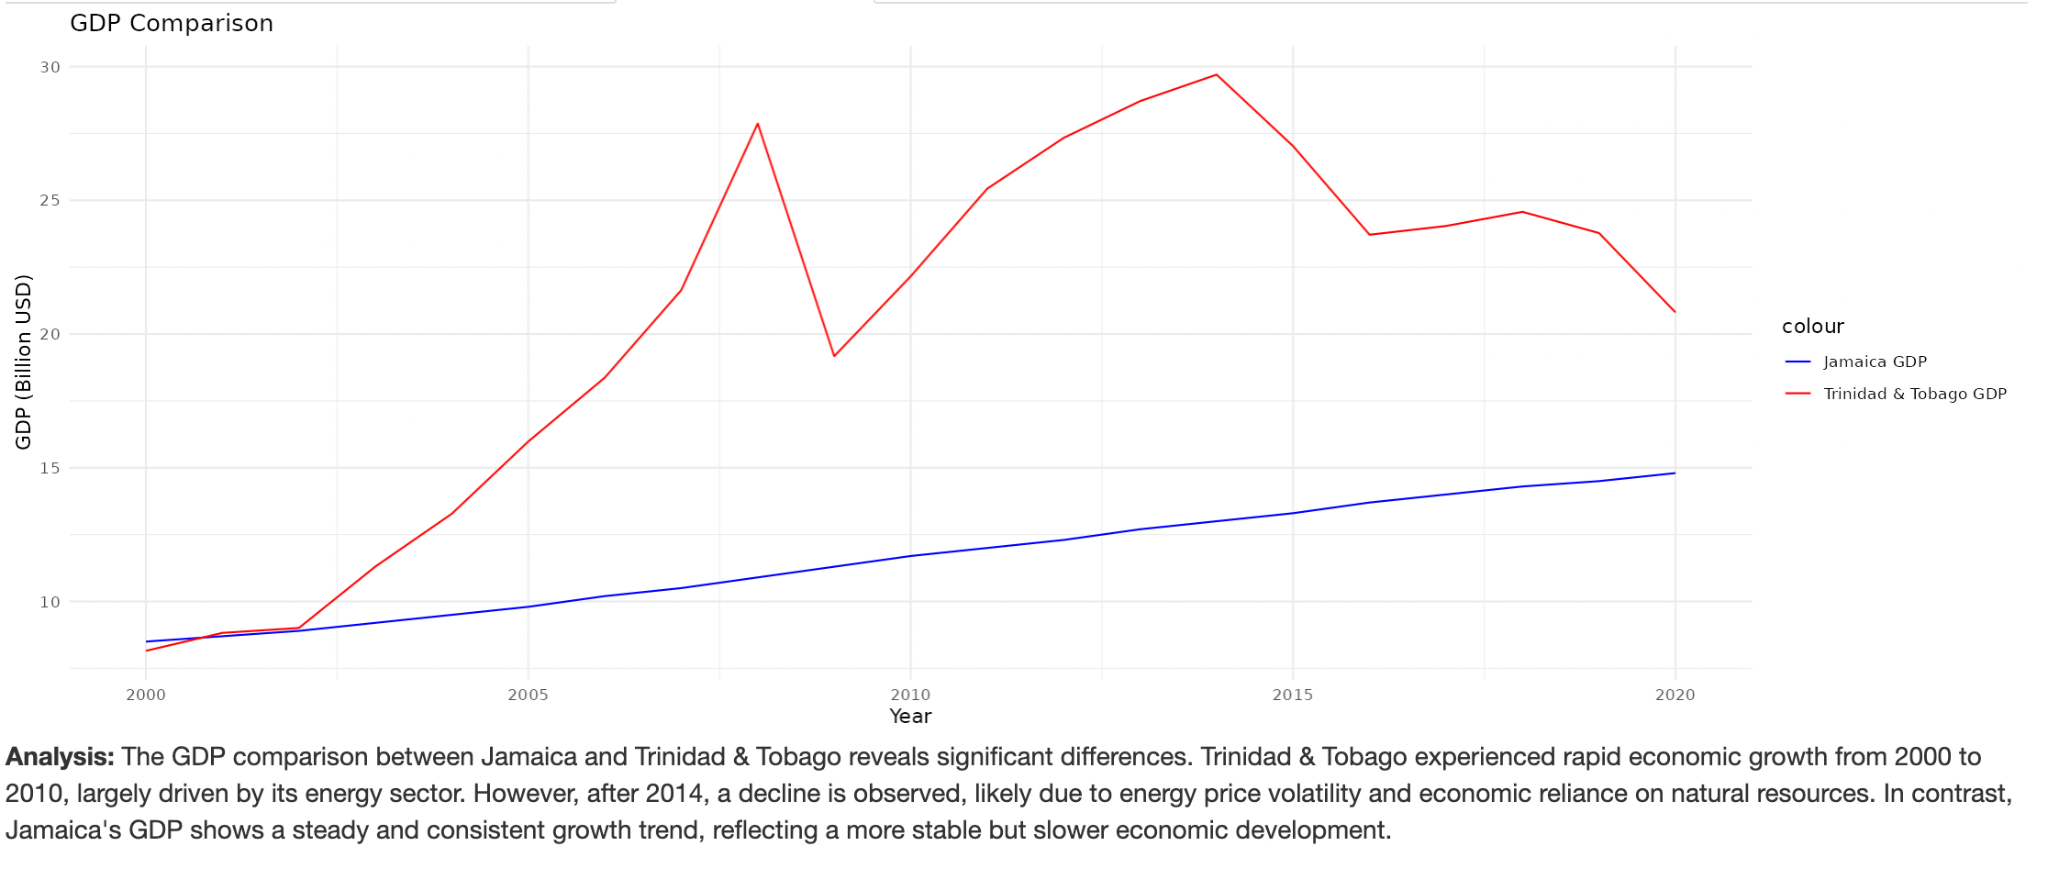 GDP Comparison
30
25
20
15
10
GDP (Billion USD)
2000 2005 2010 2015 2020
Year
colour
Jamaica GDP
Trinidad & Tobago GDP
Analysis: The GDP comparison between Jamaica and Trinidad & Tobago reveals significant differences. Trinidad & Tobago experienced rapid economic growth from 2000 to
2010, largely driven by its energy sector. However, after 2014, a decline is observed, likely due to energy price volatility and economic reliance on natural resources. In contrast,
Jamaica's GDP shows a steady and consistent growth trend, reflecting a more stable but slower economic development.